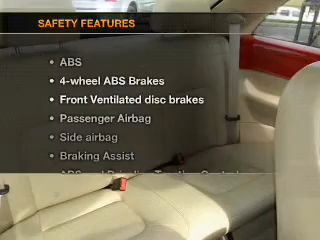 SAFETY FEATURES
• ABS
• 4-wheel ABS Brakes
• Front Ventilated disc brakes
• Passenger Airbag
• Side airbag
• Braking Assist